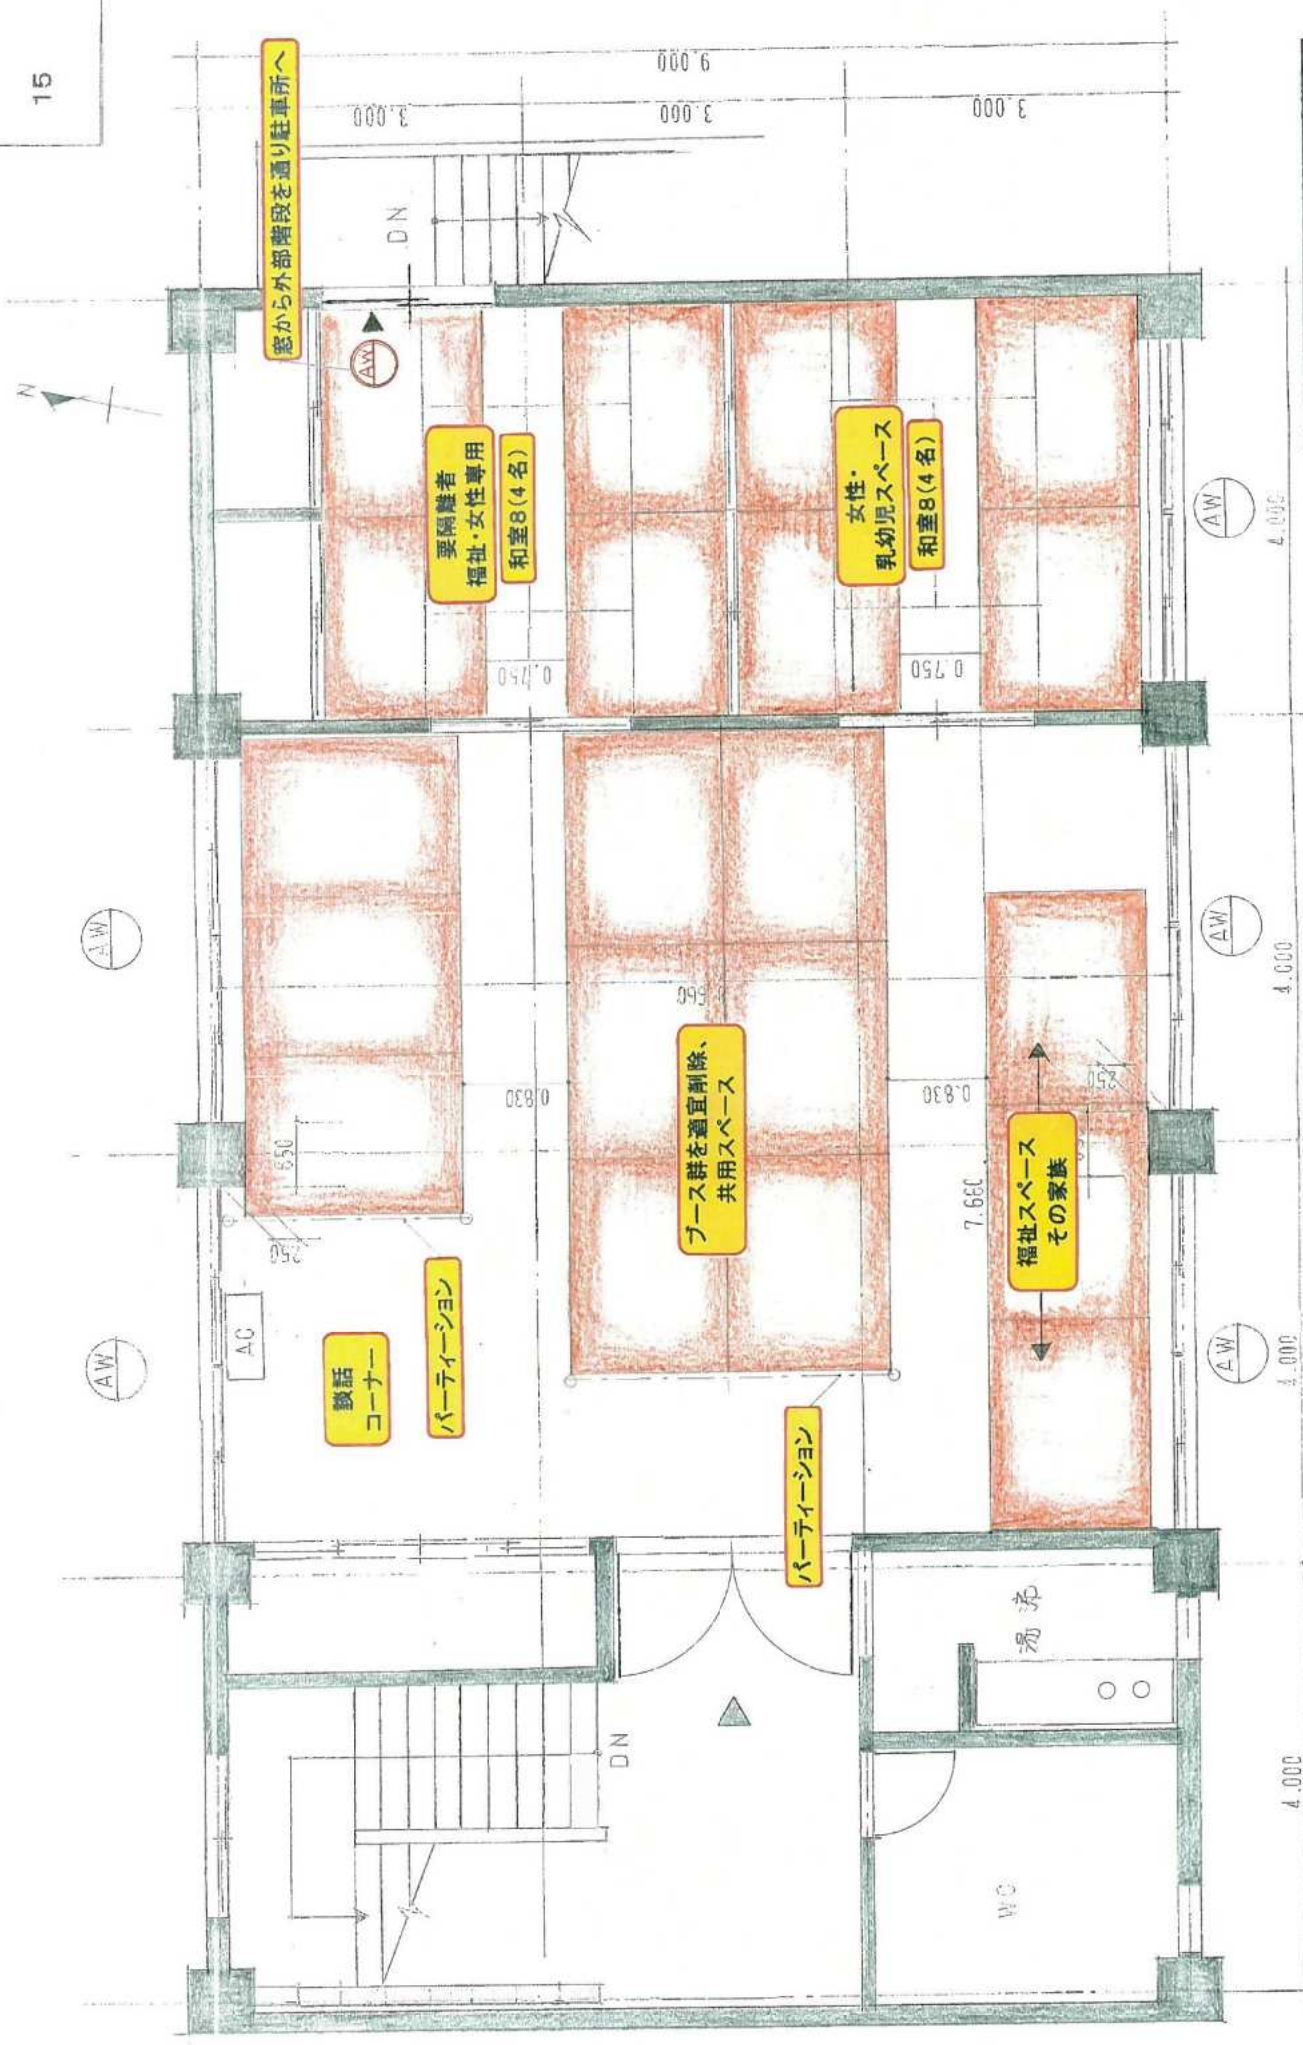 15
窓から外部階段を通り駐車所へ
N
9.000
3.000
3.000
3.000
DN
AW
要隔離者
福祉・女性専用
和室8(4名)
女性・
乳幼児スペース
和室8(4名)
0.750
0.750
AW
4.000
AW
AW
4.000
850
0.830
ブース群を適宜削除、
共用スペース
0.830
250
福祉スペース
その家族
7.660
250
AC
談話
コーナー
パーティション
パーティション
AW
AW
4.000
湯沸
DN
WC
4.000